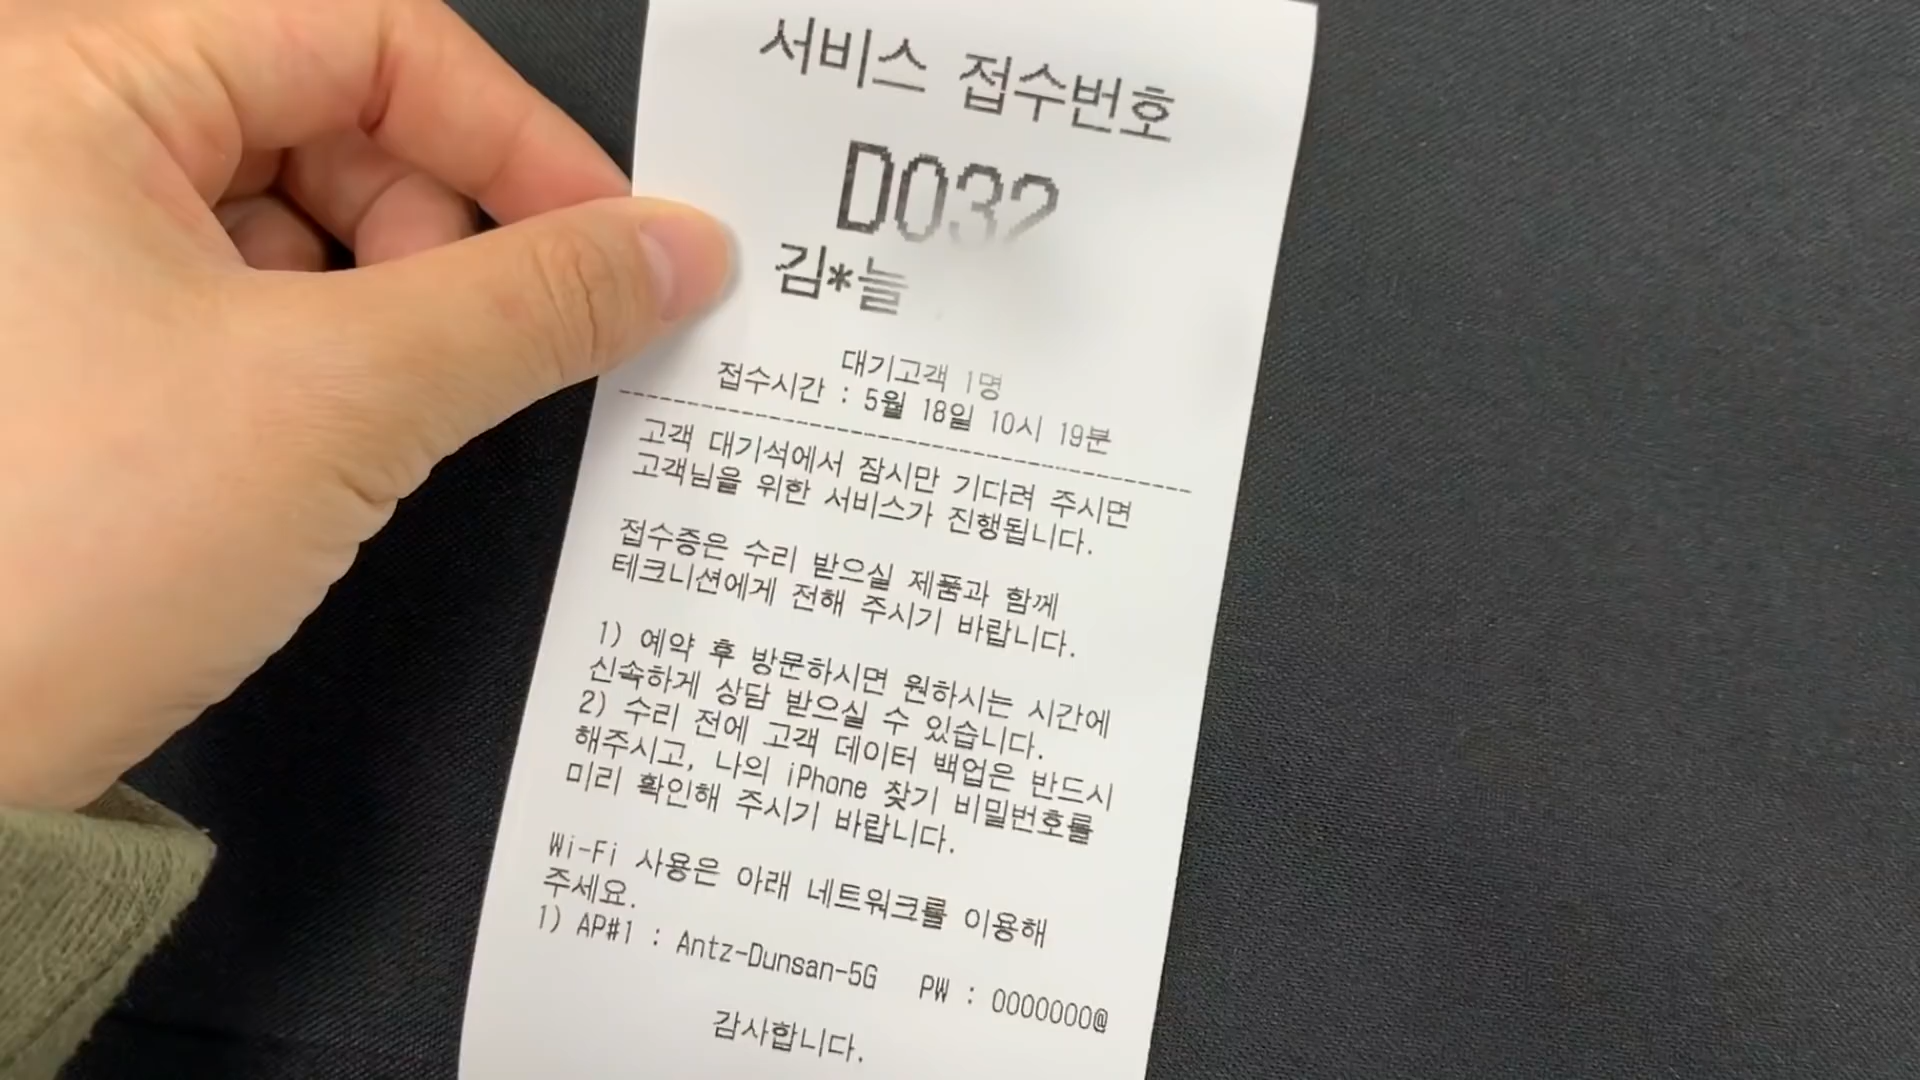 서비스 접수번호
D032
김*늘
대기고객 1명
접수시간 : 5월 18일 10시 19분
고객 대기석에서 잠시만 기다려 주시면
고객님을 위한 서비스가 진행됩니다.
접수증은 수리 받으실 제품과 함께
테크니션에게 전해 주시기 바랍니다.
1) 예약 후 방문하시면 원하시는 시간에
신속하게 상담 받으실 수 있습니다.
2) 수리 전에 고객 데이터 백업은 반드시
해주시고, 나의 iPhone 찾기 비밀번호를
미리 확인해 주시기 바랍니다.
Wi-Fi 사용은 아래 네트워크를 이용해
주세요.
1) AP#1 : Antz-Dunsan-5G PW : 0000000@
감사합니다.